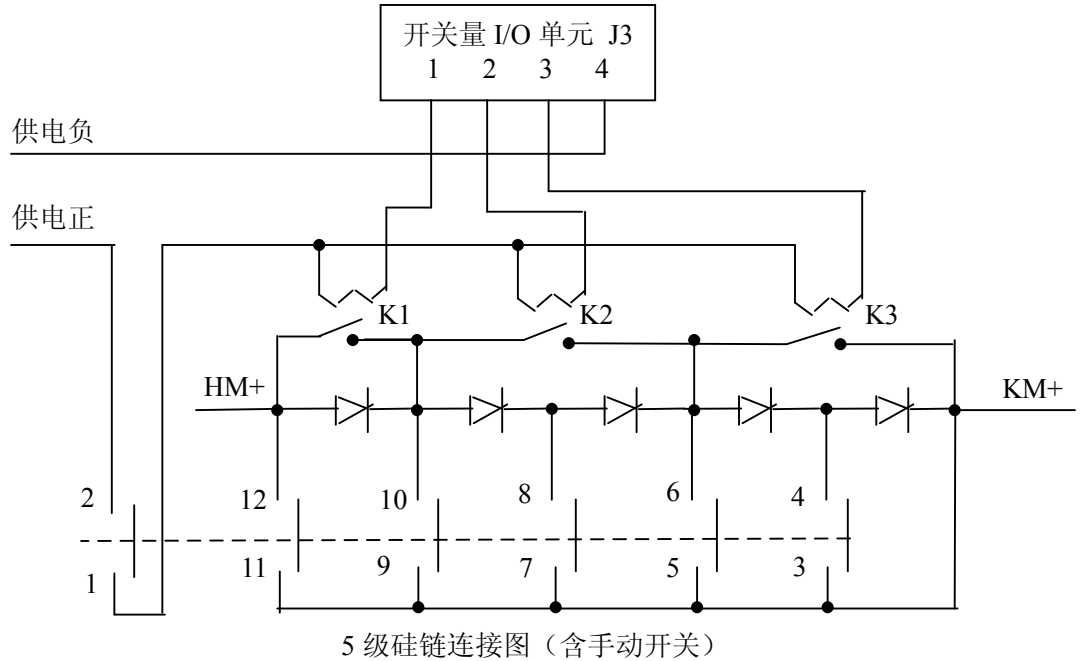 开关量 I/O 单元 J3
1 2 3 4
供电负
供电正
K1 K2 K3
HM+ KM+
2 12 10 8 6 4
1 11 9 7 5 3
5 级硅链连接图（含手动开关）